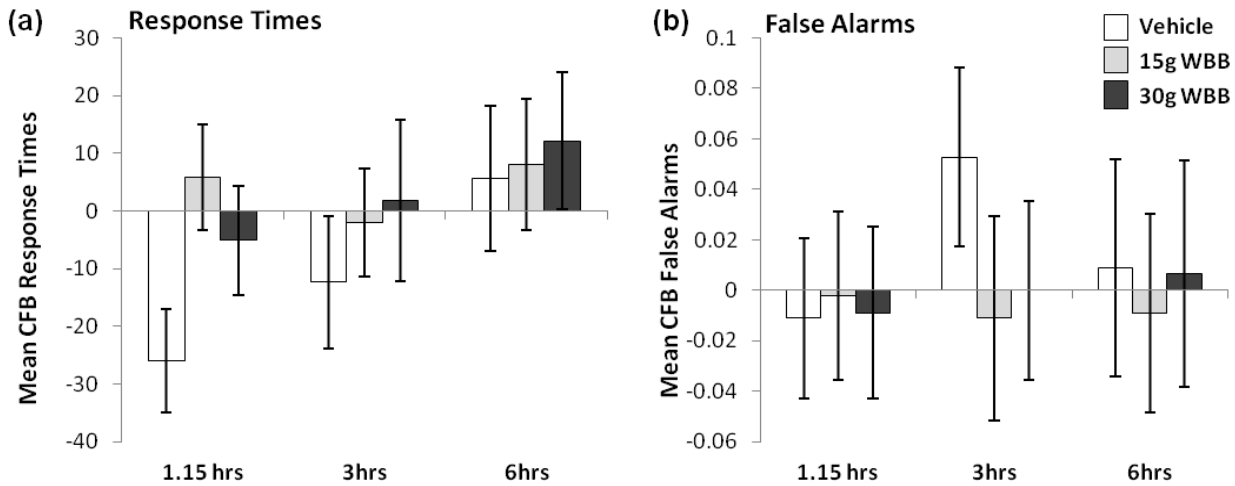 (a) Response Times
30
20
10
0
-10
-20
-30
-40
Mean CFB Response Times
1.15 hrs 3hrs 6hrs
(b) False Alarms
0.1
0.08
0.06
0.04
0.02
0
-0.02
-0.04
-0.06
Mean CFB False Alarms
1.15 hrs 3hrs 6hrs
Vehicle
15g WBB
30g WBB